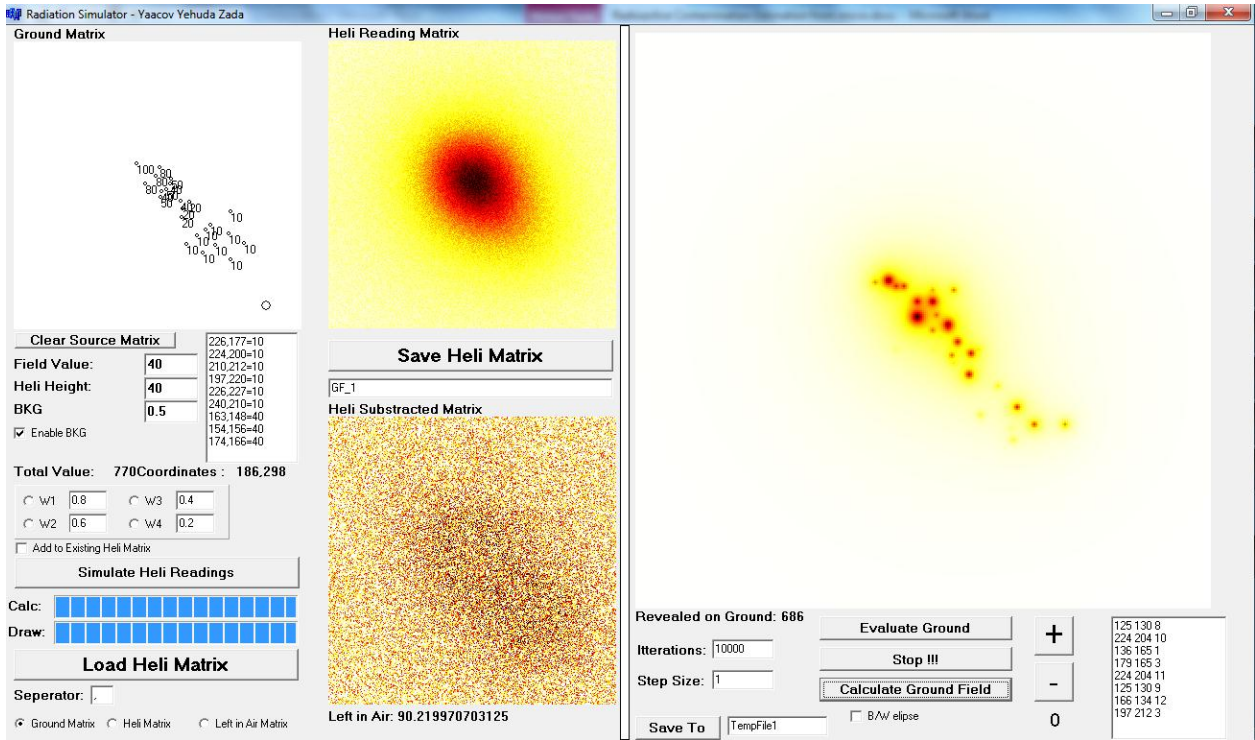 Radiation Simulator - Yaacov Yehuda Zada
Ground Matrix
100
80
80
80
50
40
50
20
20
10
10
10
10
10
10
10
10
10
Clear Source Matrix
Field Value: 40
Heli Height: 40
BKG 0.5
Enable BKG
226,177=10
224,200=10
210,212=10
197,220=10
226,227=10
240,210=10
163,148=40
154,156=40
174,166=40
Total Value: 770Coordinates : 186,298
W1 0.8 W3 0.4
W2 0.6 W4 0.2
Add to Existing Heli Matrix
Simulate Heli Readings
Calc:
Draw:
Load Heli Matrix
Seperator: ,
Ground Matrix Heli Matrix Left in Air Matrix
Heli Reading Matrix
Save Heli Matrix
GF_1
Heli Substracted Matrix
Left in Air: 90.219970703125
Revealed on Ground: 686
Itterations: 10000
Step Size: 1
Save To TempFile1
Evaluate Ground
Stop !!!
Calculate Ground Field
B/W elipse
+
-
0
125 130 8
224 204 10
136 165 1
179 165 3
224 204 11
125 130 9
166 134 12
197 212 3